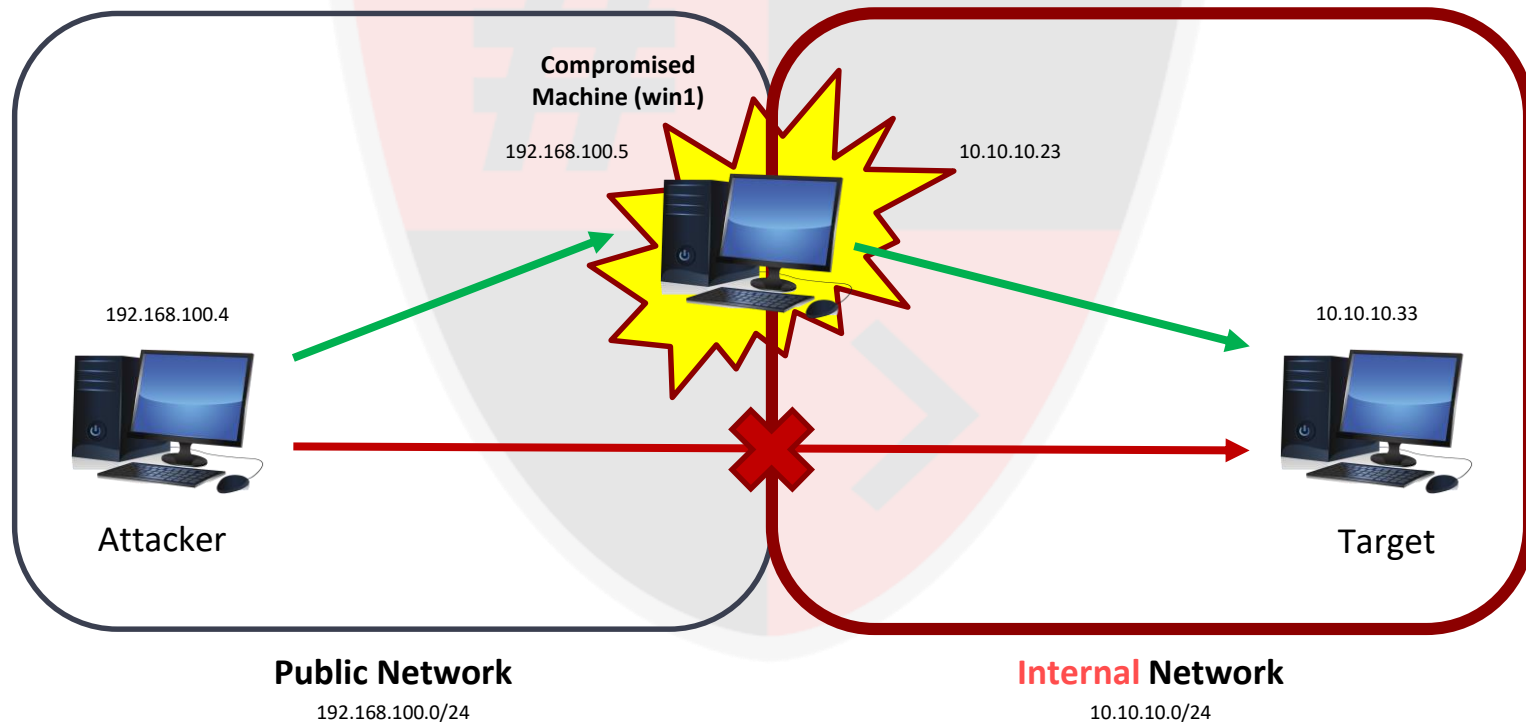 Compromised
Machine (win1)
192.168.100.5
10.10.10.23
192.168.100.4
10.10.10.33
Attacker
Target
Public Network
192.168.100.0/24
Internal Network
10.10.10.0/24